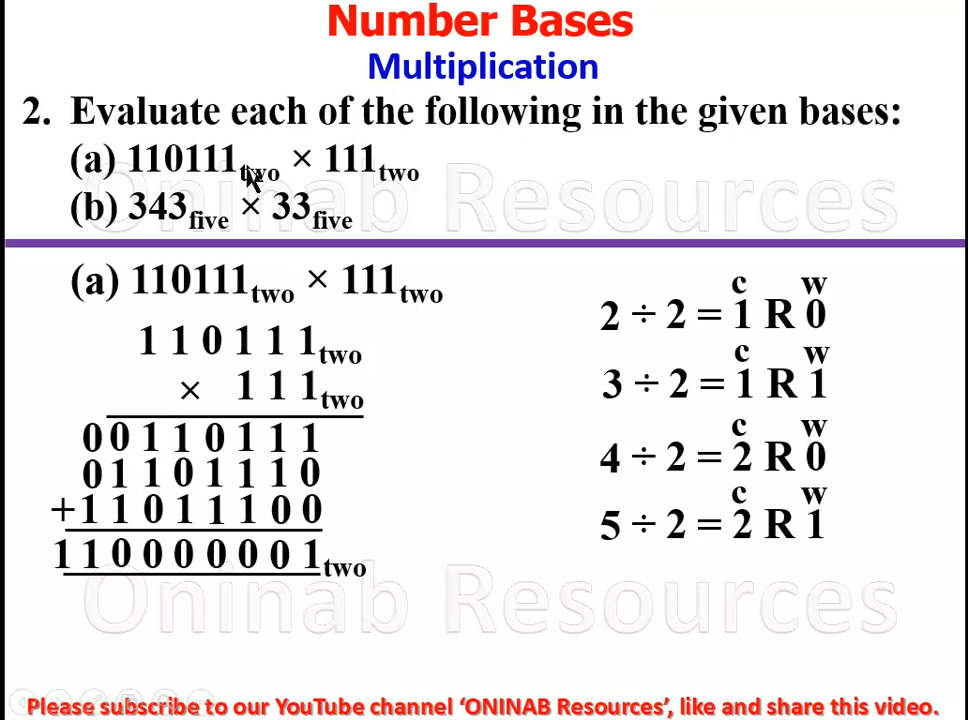 Number Bases
Multiplication
2. Evaluate each of the following in the given bases:
(a) 110111two × 111two
(b) 343five × 33five
Oninab Resources
(a) 110111two × 111two
1 1 0 1 1 1two
× 1 1 1two
0 0 1 1 0 1 1 1
0 1 1 0 1 1 1 0
+1 1 0 1 1 1 0 0
1 1 0 0 0 0 0 0 1two
c w
2 ÷ 2 = 1 R 0
c w
3 ÷ 2 = 1 R 1
c w
4 ÷ 2 = 2 R 0
c w
5 ÷ 2 = 2 R 1
Oninab Resources
Please subscribe to our YouTube channel ‘ONINAB Resources’, like and share this video.